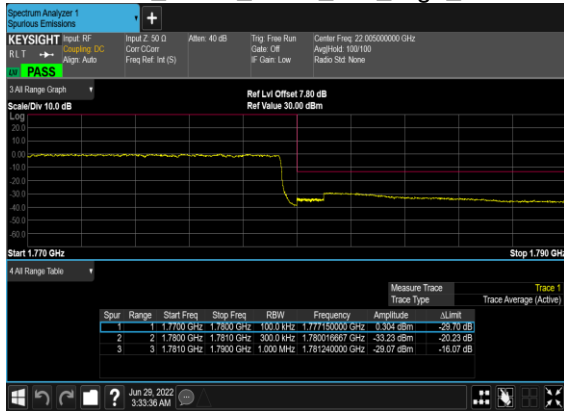 Spectrum Analyzer 1
Spurious Emissions
KEYSIGHT Input: RF Input Z: 50 Ω Atten: 40 dB Trig: Free Run Center Freq: 22.005000000 GHz
RLT Coupling: DC Corr CCorr Gate: Off Avg|Hold: 100/100
Align: Auto Freq Ref: Int (S) IF Gain: Low Radio Std: None
PASS
3 All Range Graph
Ref Lvl Offset 7.80 dB
Scale/Div 10.0 dB Ref Value 30.00 dBm
Log
20.0
10.0
0.00
-10.0
-20.0
-30.0
-40.0
-50.0
-60.0
Start 1.770 GHz Stop 1.790 GHz
4 All Range Table
Measure Trace Trace 1
Trace Type Trace Average (Active)
Spur Range Start Freq Stop Freq RBW Frequency Amplitude ΔLimit
1 1 1.7700 GHz 1.7800 GHz 100.0 kHz 1.777150000 GHz 0.304 dBm -29.70 dB
2 2 1.7800 GHz 1.7810 GHz 300.0 kHz 1.780016667 GHz -33.23 dBm -20.23 dB
3 3 1.7810 GHz 1.7900 GHz 1.000 MHz 1.781240000 GHz -29.07 dBm -16.07 dB
Jun 29, 2022
3:33:36 AM